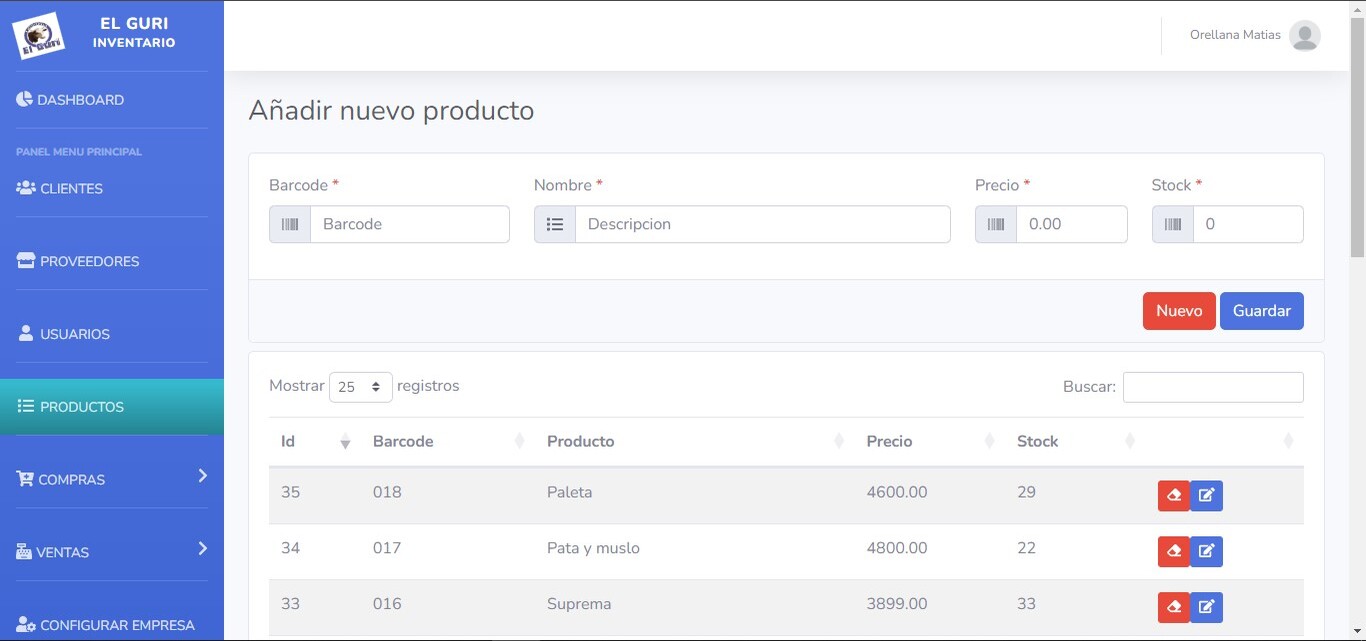 El Guri
EL GURI
INVENTARIO
Orellana Matias
DASHBOARD
PANEL MENU PRINCIPAL
CLIENTES
PROVEEDORES
USUARIOS
PRODUCTOS
COMPRAS
VENTAS
CONFIGURAR EMPRESA
Añadir nuevo producto
Barcode * Nombre * Precio * Stock *
Barcode Descripcion 0.00 0
Nuevo Guardar
Mostrar 25 registros Buscar:
Id Barcode Producto Precio Stock
35 018 Paleta 4600.00 29
34 017 Pata y muslo 4800.00 22
33 016 Suprema 3899.00 33